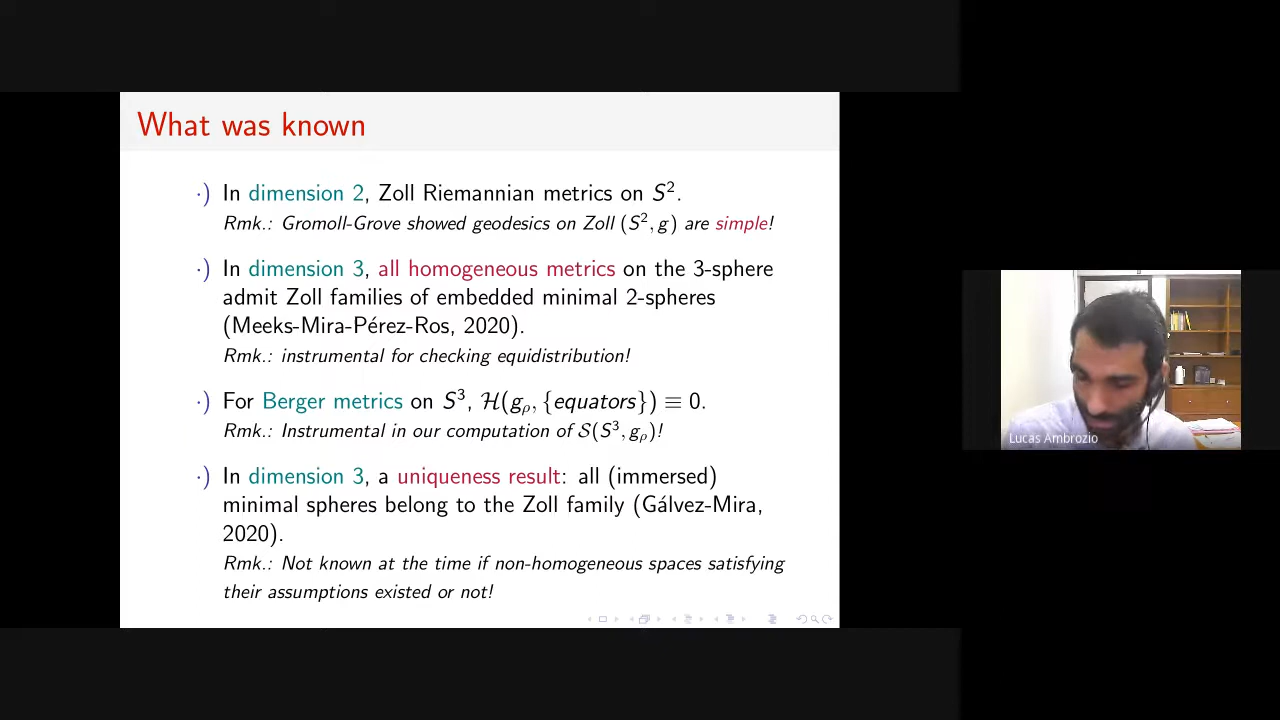 What was known
·) In dimension 2, Zoll Riemannian metrics on S².
Rmk.: Gromoll-Grove showed geodesics on Zoll (S², g) are simple!
·) In dimension 3, all homogeneous metrics on the 3-sphere
admit Zoll families of embedded minimal 2-spheres
(Meeks-Mira-Pérez-Ros, 2020).
Rmk.: instrumental for checking equidistribution!
·) For Berger metrics on S³, ℋ(gᵨ, {equators}) ≡ 0.
Rmk.: Instrumental in our computation of 𝒮(S³, gᵨ)!
·) In dimension 3, a uniqueness result: all (immersed)
minimal spheres belong to the Zoll family (Gálvez-Mira,
2020).
Rmk.: Not known at the time if non-homogeneous spaces satisfying
their assumptions existed or not!
Lucas Ambrozio